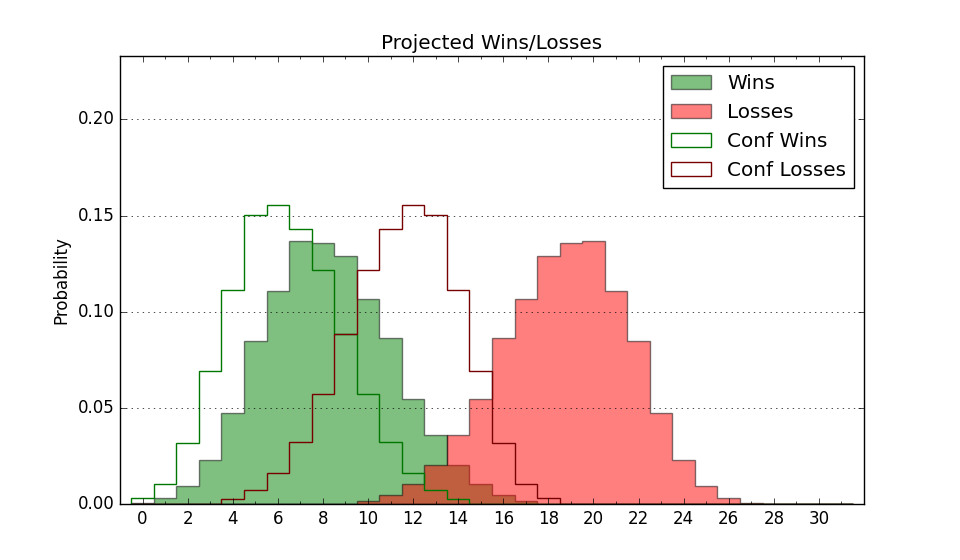 Projected Wins/Losses
Wins
Losses
Conf Wins
Conf Losses
Probability
0.20
0.15
0.10
0.05
0.00
0 2 4 6 8 10 12 14 16 18 20 22 24 26 28 30